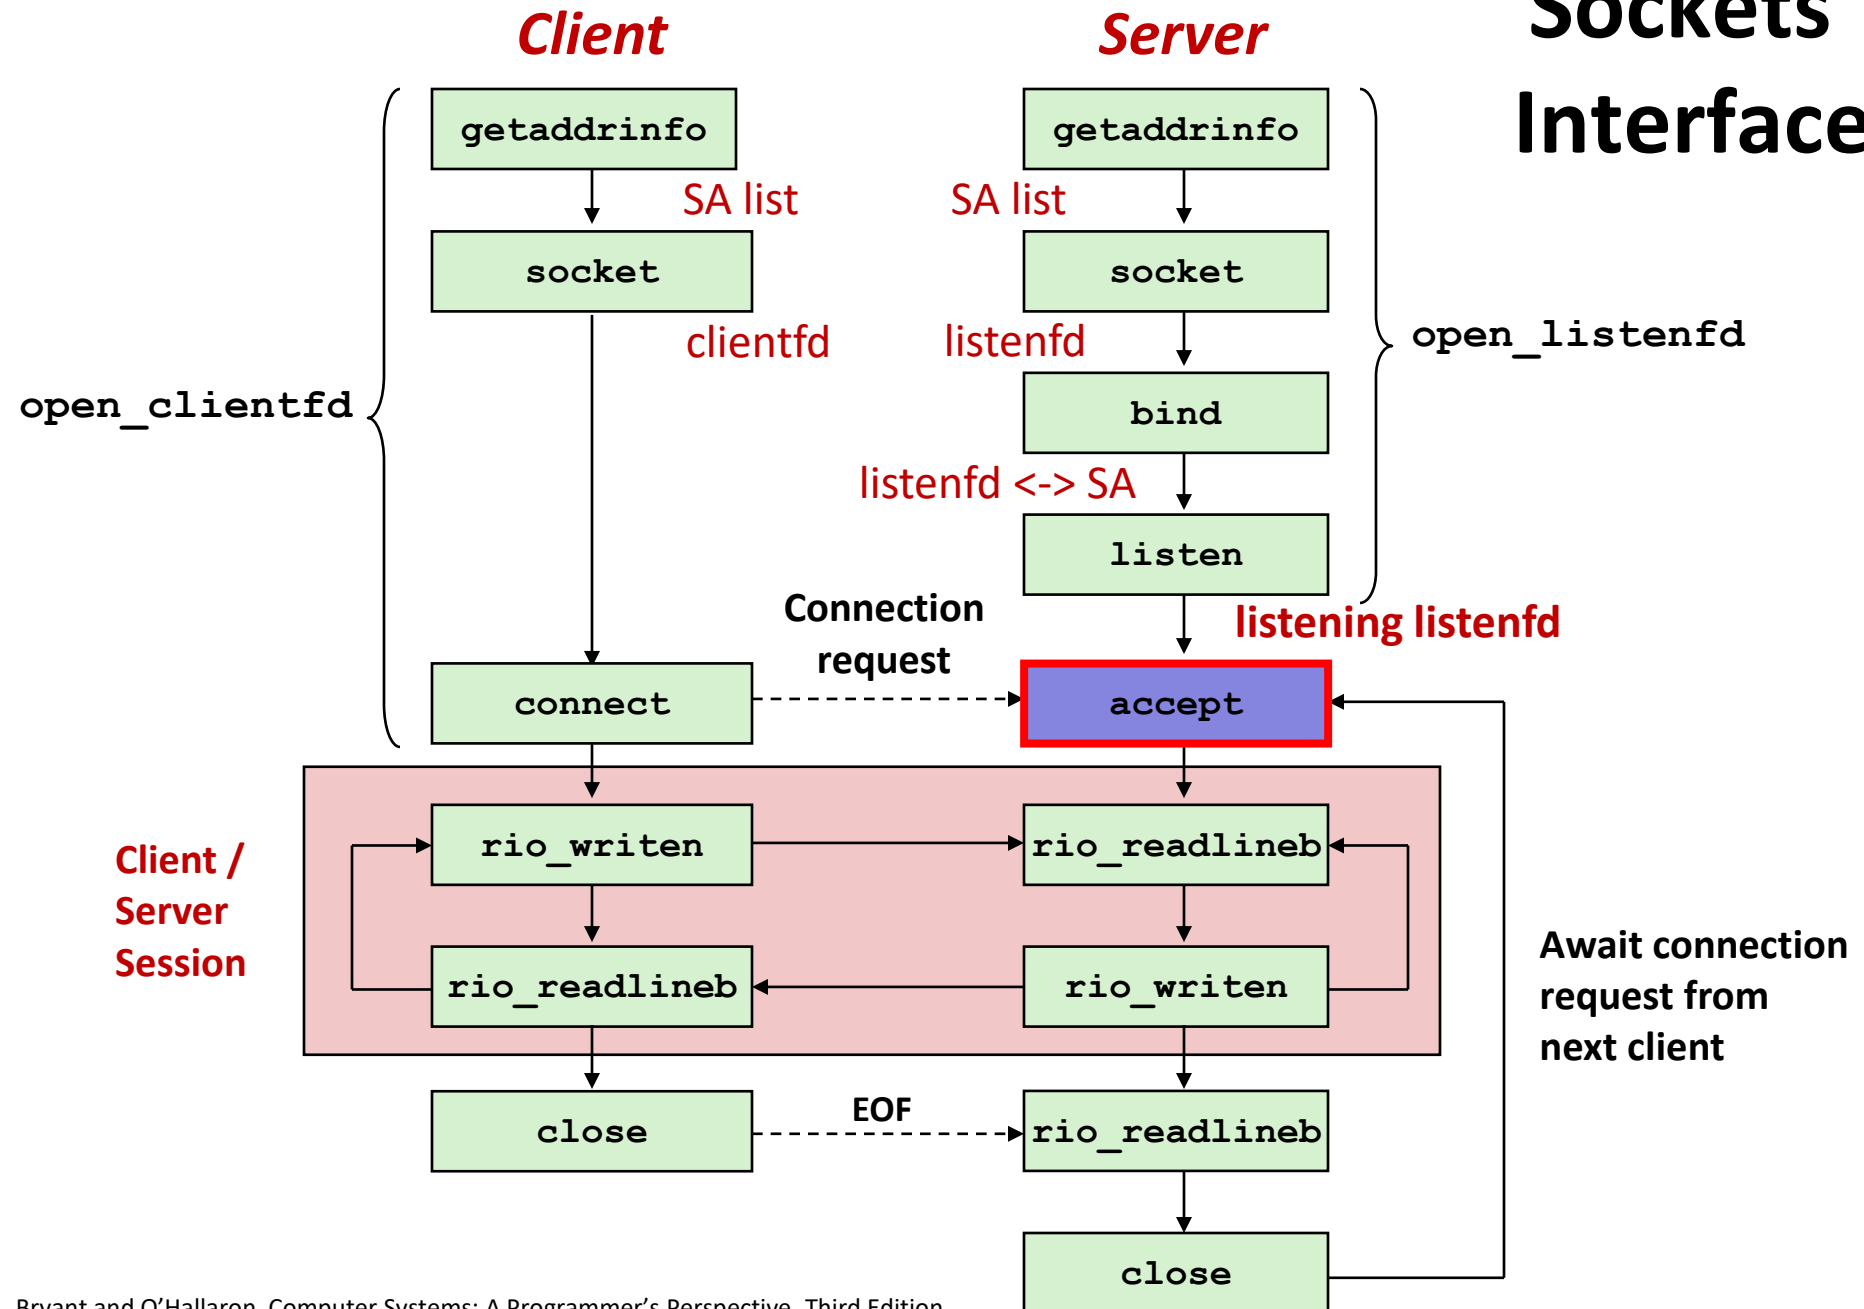 Client
Server
Sockets
Interface
getaddrinfo
getaddrinfo
SA list
SA list
socket
socket
clientfd
listenfd
open_listenfd
open_clientfd
bind
listenfd <-> SA
listen
Connection
request
listening listenfd
connect
accept
Client /
Server
Session
rio_writen
rio_readlineb
rio_readlineb
rio_writen
Await connection
request from
next client
close
EOF
rio_readlineb
close
Bryant and O'Hallaron, Computer Systems: A Programmer's Perspective, Third Edition